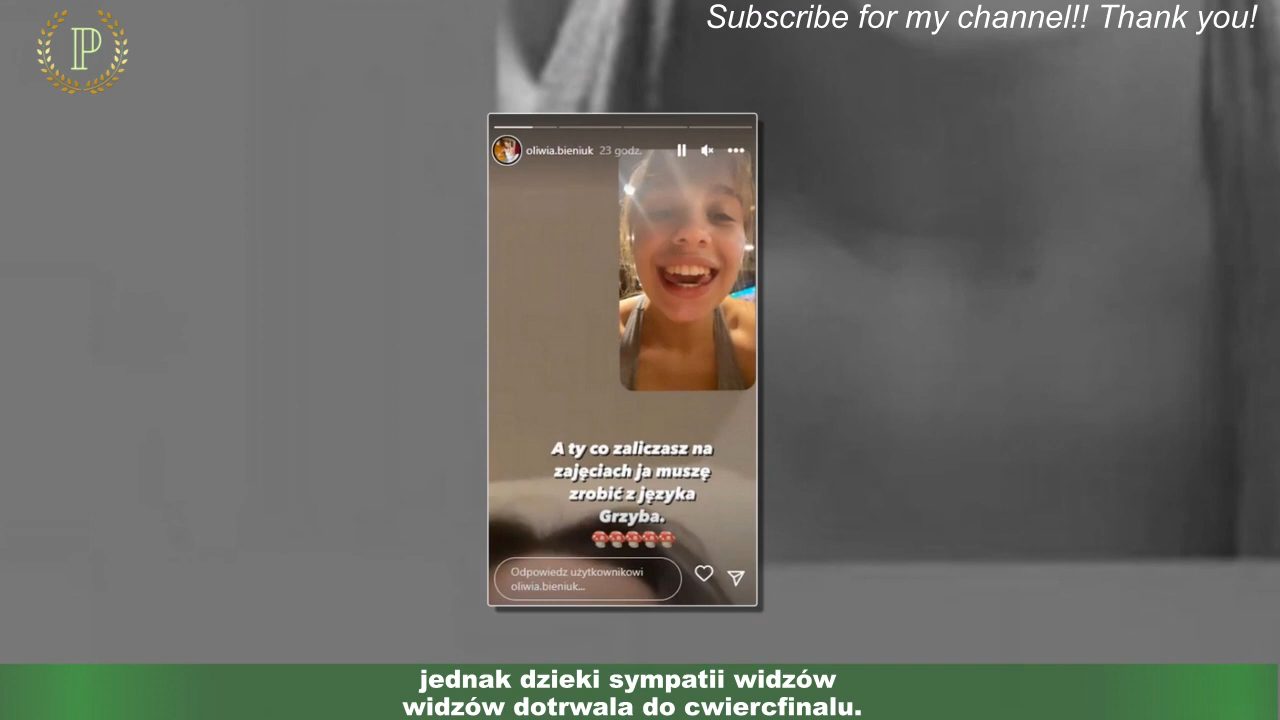 Subscribe for my channel!! Thank you!
P
oliwia.bieniuk 23 godz.
A ty co zaliczasz na
zajęciach ja muszę
zrobić z języka
Grzyba.
Odpowiedz użytkownikowi
oliwia.bieniuk...
jednak dzieki sympatii widzów
widzów dotrwala do cwiercfinalu.